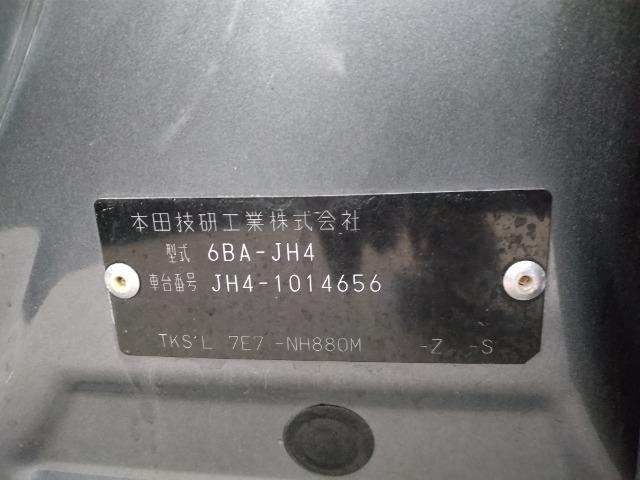 本田技研工業株式会社
型式 6BA-JH4
車台番号 JH4-1014656
TKS'L 7E7 -NH880M -Z -S